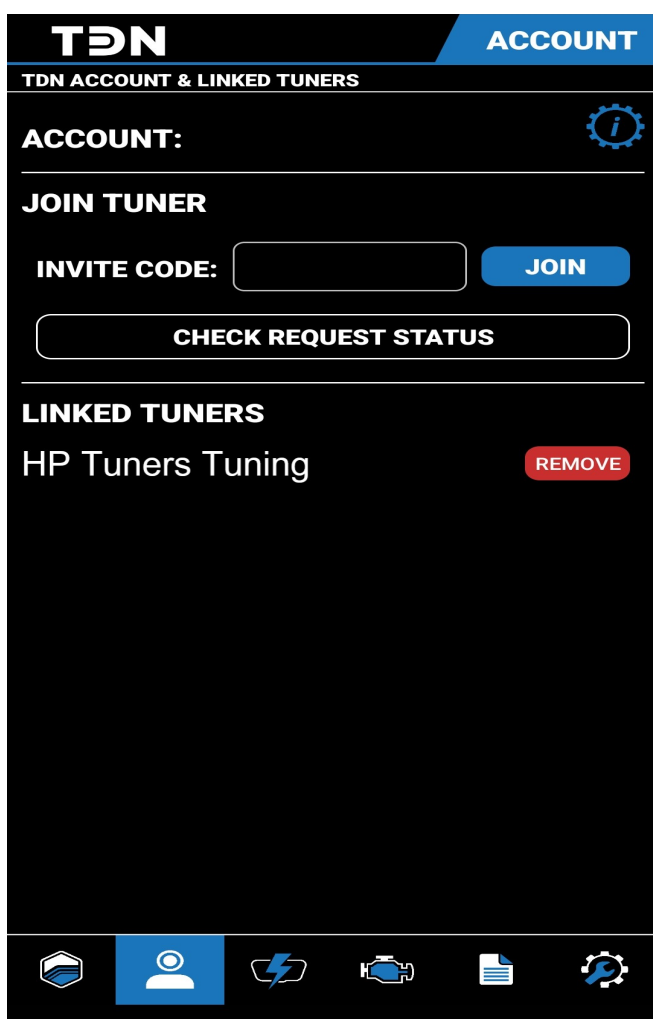 TDN
ACCOUNT
TDN ACCOUNT & LINKED TUNERS
ACCOUNT:
i
JOIN TUNER
INVITE CODE:
JOIN
CHECK REQUEST STATUS
LINKED TUNERS
HP Tuners Tuning
REMOVE